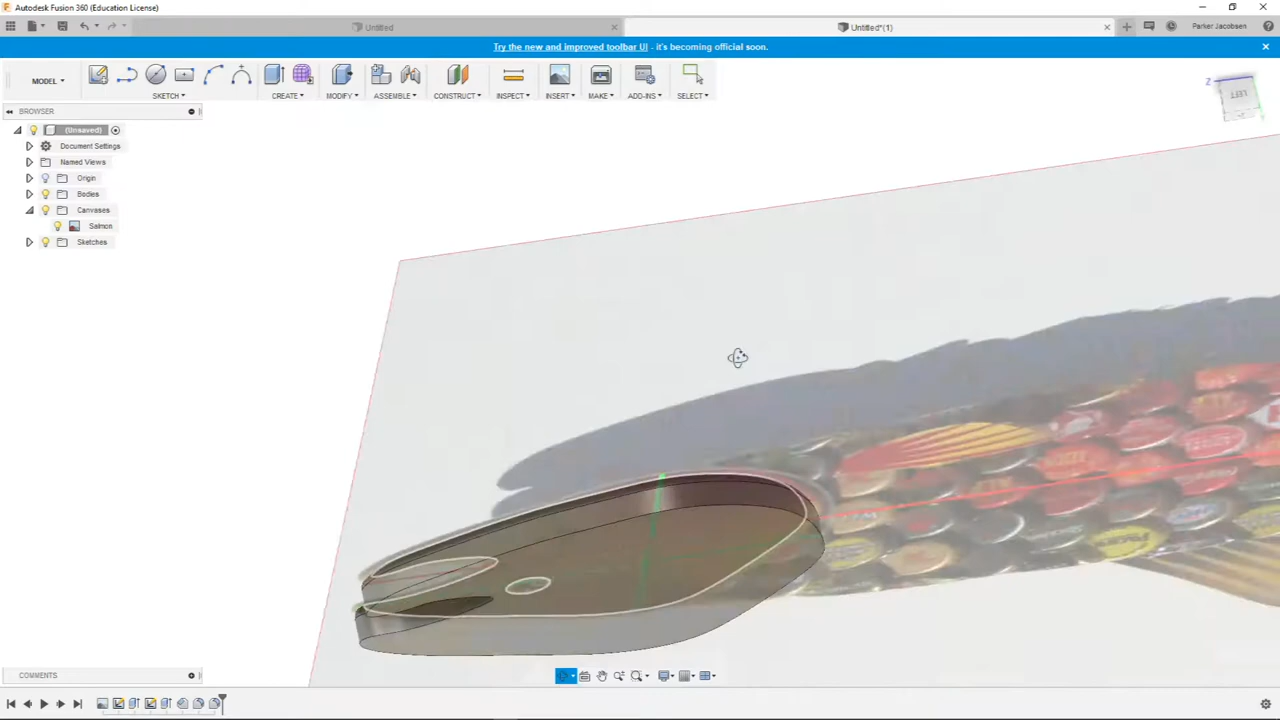 Autodesk Fusion 360 (Education License)
Untitled
Untitled*(1)
Parker Jacobsen
Try the new and improved toolbar UI - it's becoming official soon.
MODEL
SKETCH
CREATE
MODIFY
ASSEMBLE
CONSTRUCT
INSPECT
INSERT
MAKE
ADD-INS
SELECT
Z
LEFT
BROWSER
(Unsaved)
Document Settings
Named Views
Origin
Bodies
Canvases
Salmon
Sketches
COMMENTS